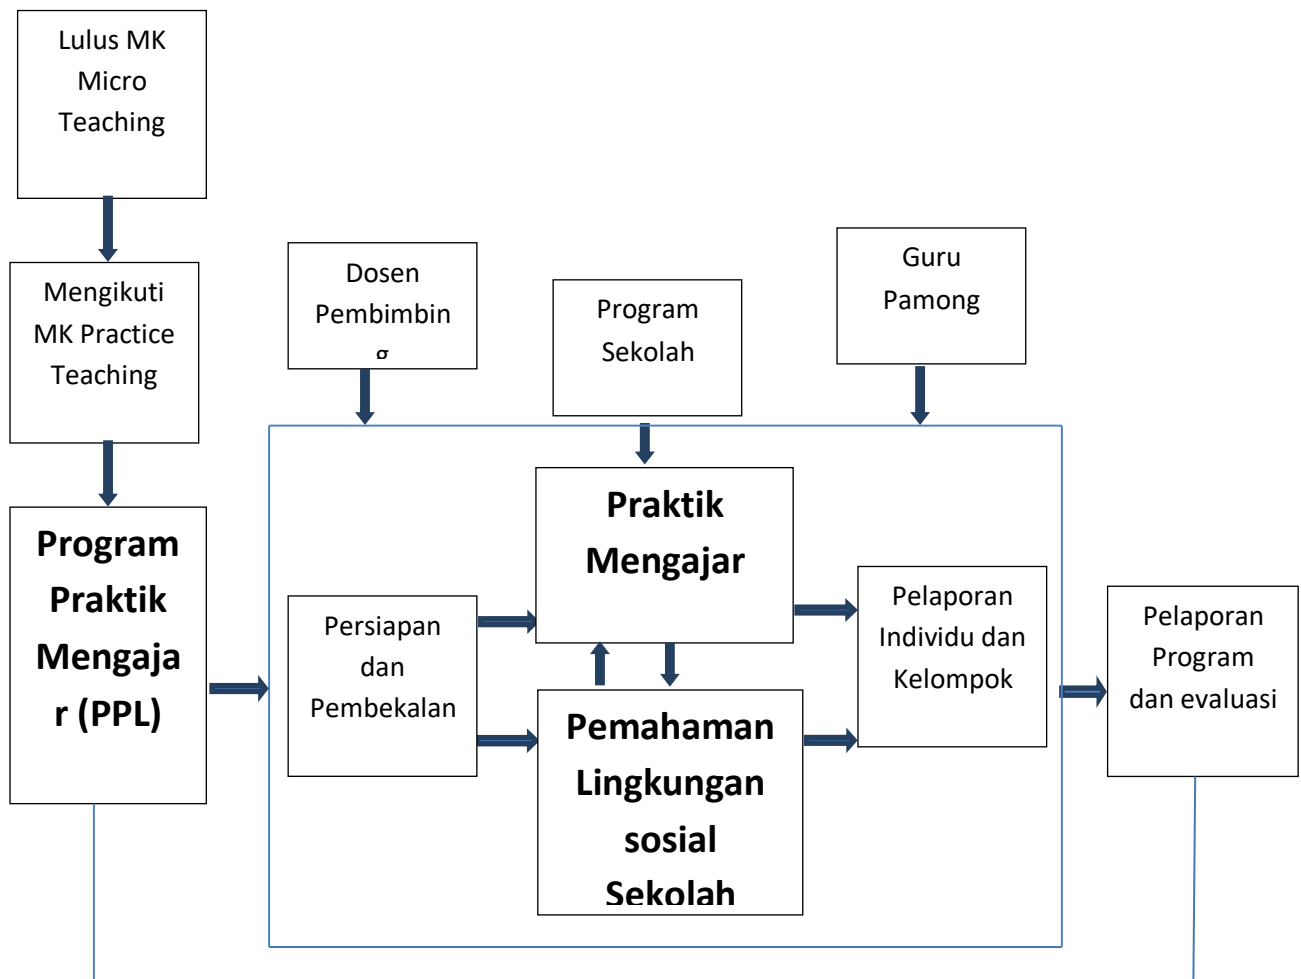 Lulus MK
Micro
Teaching
Mengikuti
MK Practice
Teaching
Dosen
Pembimbin
g
Program
Sekolah
Guru
Pamong
Program
Praktik
Mengaja
r (PPL)
Persiapan
dan
Pembekalan
Praktik
Mengajar
Pemahaman
Lingkungan
sosial
Sekolah
Pelaporan
Individu dan
Kelompok
Pelaporan
Program
dan evaluasi